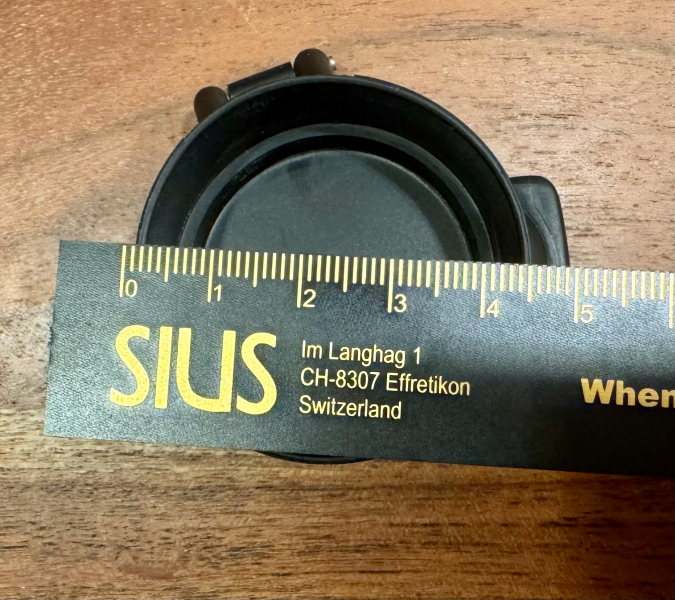 0 1 2 3 4 5
SIUS
Im Langhag 1
CH-8307 Effretikon
Switzerland
When